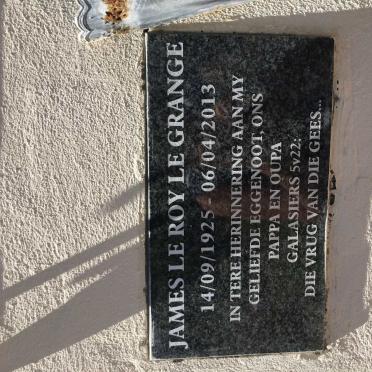 JAMES LE ROY LE GRANGE
14/09/1925 06/04/2013
IN TERE HERINNERING AAN MY
GELIEFDE EGGENOOT, ONS
PAPPA EN OUPA
GALASIERS 5v22:
DIE VRUG VAN DIE GEES...